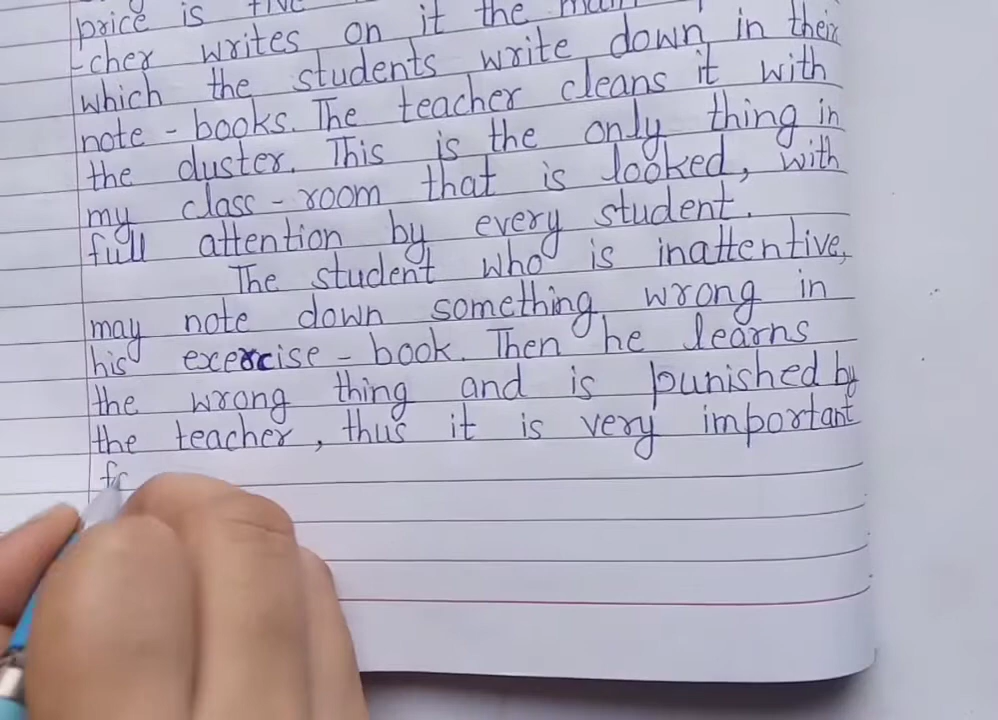 price is five
-cher writes on it the main
which the students write down in their
note - books. The teacher cleans it with
the duster. This is the only thing in
my class - room that is looked, with
full attention by every student.
The student who is inattentive,
may note down something wrong in
his exercise - book. Then he learns
the wrong thing and is punished by
the teacher, thus it is very important